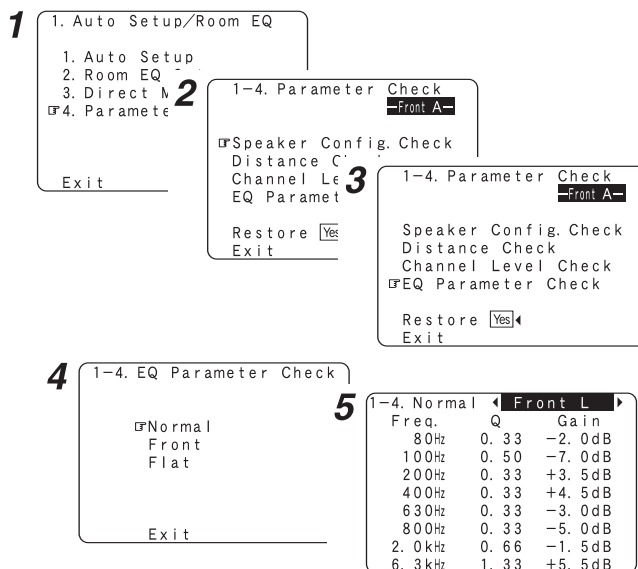 1
1. Auto Setup/Room EQ
1. Auto Setup
2. Room EQ
3. Direct
4. Paramete
Exit
2
1-4. Parameter Check
-Front A-
Speaker Config. Check
Distance
Channel Le
EQ Paramet
Restore Yes
Exit
3
1-4. Parameter Check
-Front A-
Speaker Config. Check
Distance Check
Channel Level Check
EQ Parameter Check
Restore Yes
Exit
4
1-4. EQ Parameter Check
Normal
Front
Flat
Exit
5
1-4. Normal Front L
Freq. Q Gain
80Hz 0.33 -2.0dB
100Hz 0.50 -7.0dB
200Hz 0.33 +3.5dB
400Hz 0.33 +4.5dB
630Hz 0.33 -3.0dB
800Hz 0.33 -5.0dB
2.0kHz 0.66 -1.5dB
6.3kHz 1.33 +5.5dB